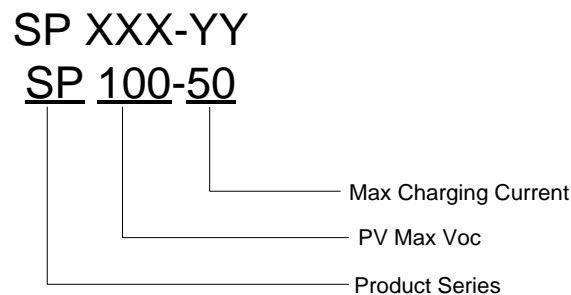 SP XXX-YY
SP 100-50
Max Charging Current
PV Max Voc
Product Series